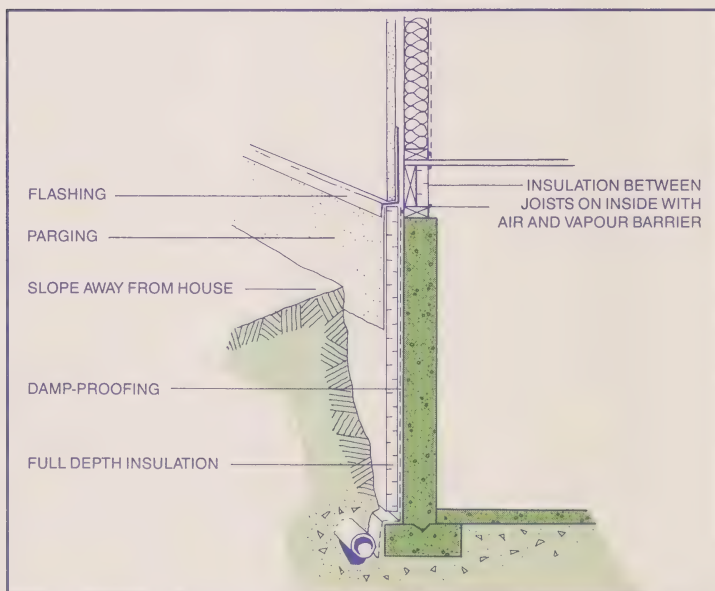 FLASHING
PARGING
SLOPE AWAY FROM HOUSE
DAMP-PROOFING
FULL DEPTH INSULATION
INSULATION BETWEEN
JOISTS ON INSIDE WITH
AIR AND VAPOUR BARRIER